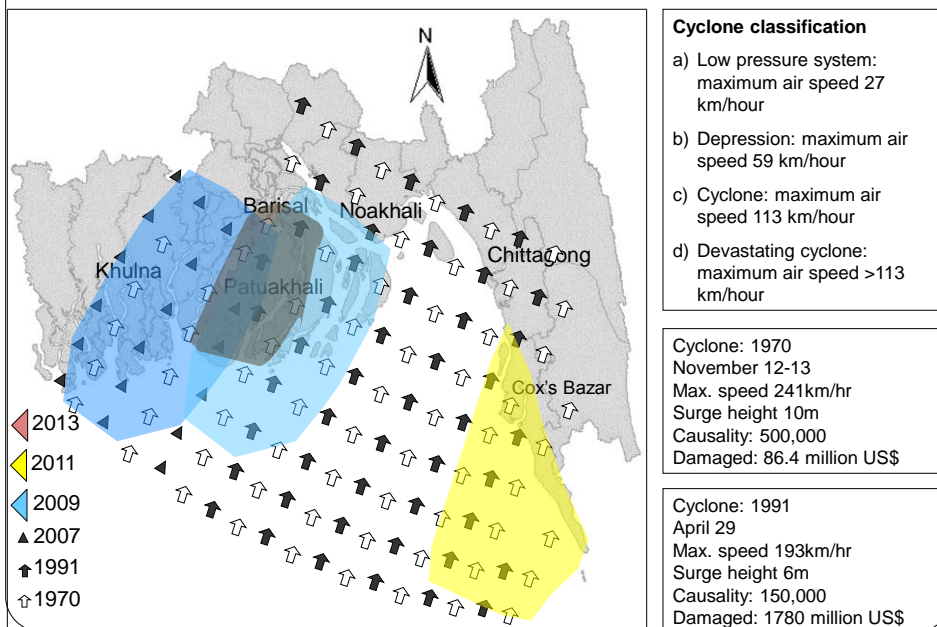 N
Barisal
Noakhali
Khulna
Chittagong
Patuakhali
Cox's Bazar
2013
2011
2009
2007
1991
1970
Cyclone classification
a) Low pressure system:
maximum air speed 27
km/hour
b) Depression: maximum air
speed 59 km/hour
c) Cyclone: maximum air
speed 113 km/hour
d) Devastating cyclone:
maximum air speed >113
km/hour
Cyclone: 1970
November 12-13
Max. speed 241km/hr
Surge height 10m
Causality: 500,000
Damaged: 86.4 million US$
Cyclone: 1991
April 29
Max. speed 193km/hr
Surge height 6m
Causality: 150,000
Damaged: 1780 million US$